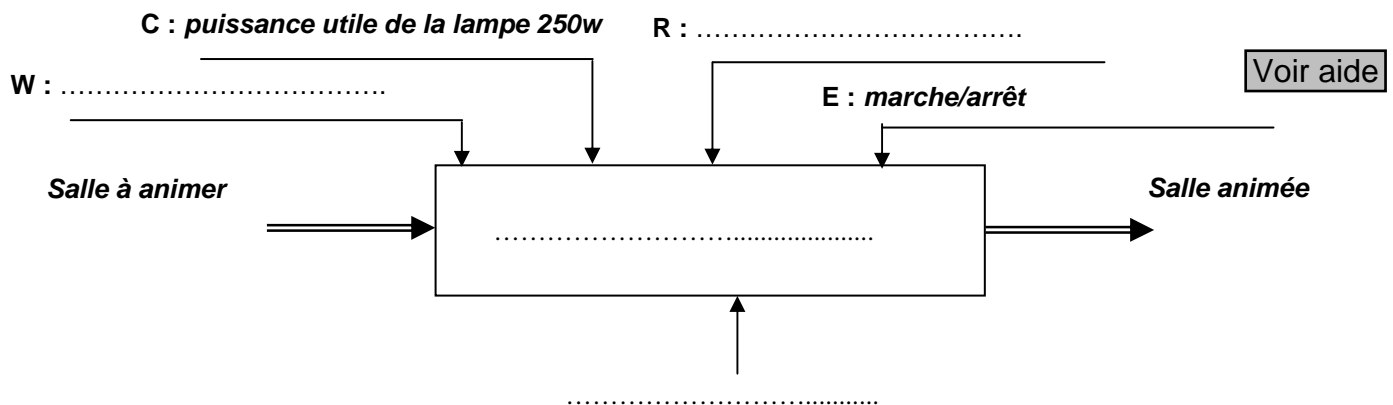 C : puissance utile de la lampe 250w R : ……………………………….
Voir aide
W : ……………………………….
E : marche/arrêt
Salle à animer
Salle animée
………………………......................
………………………...........